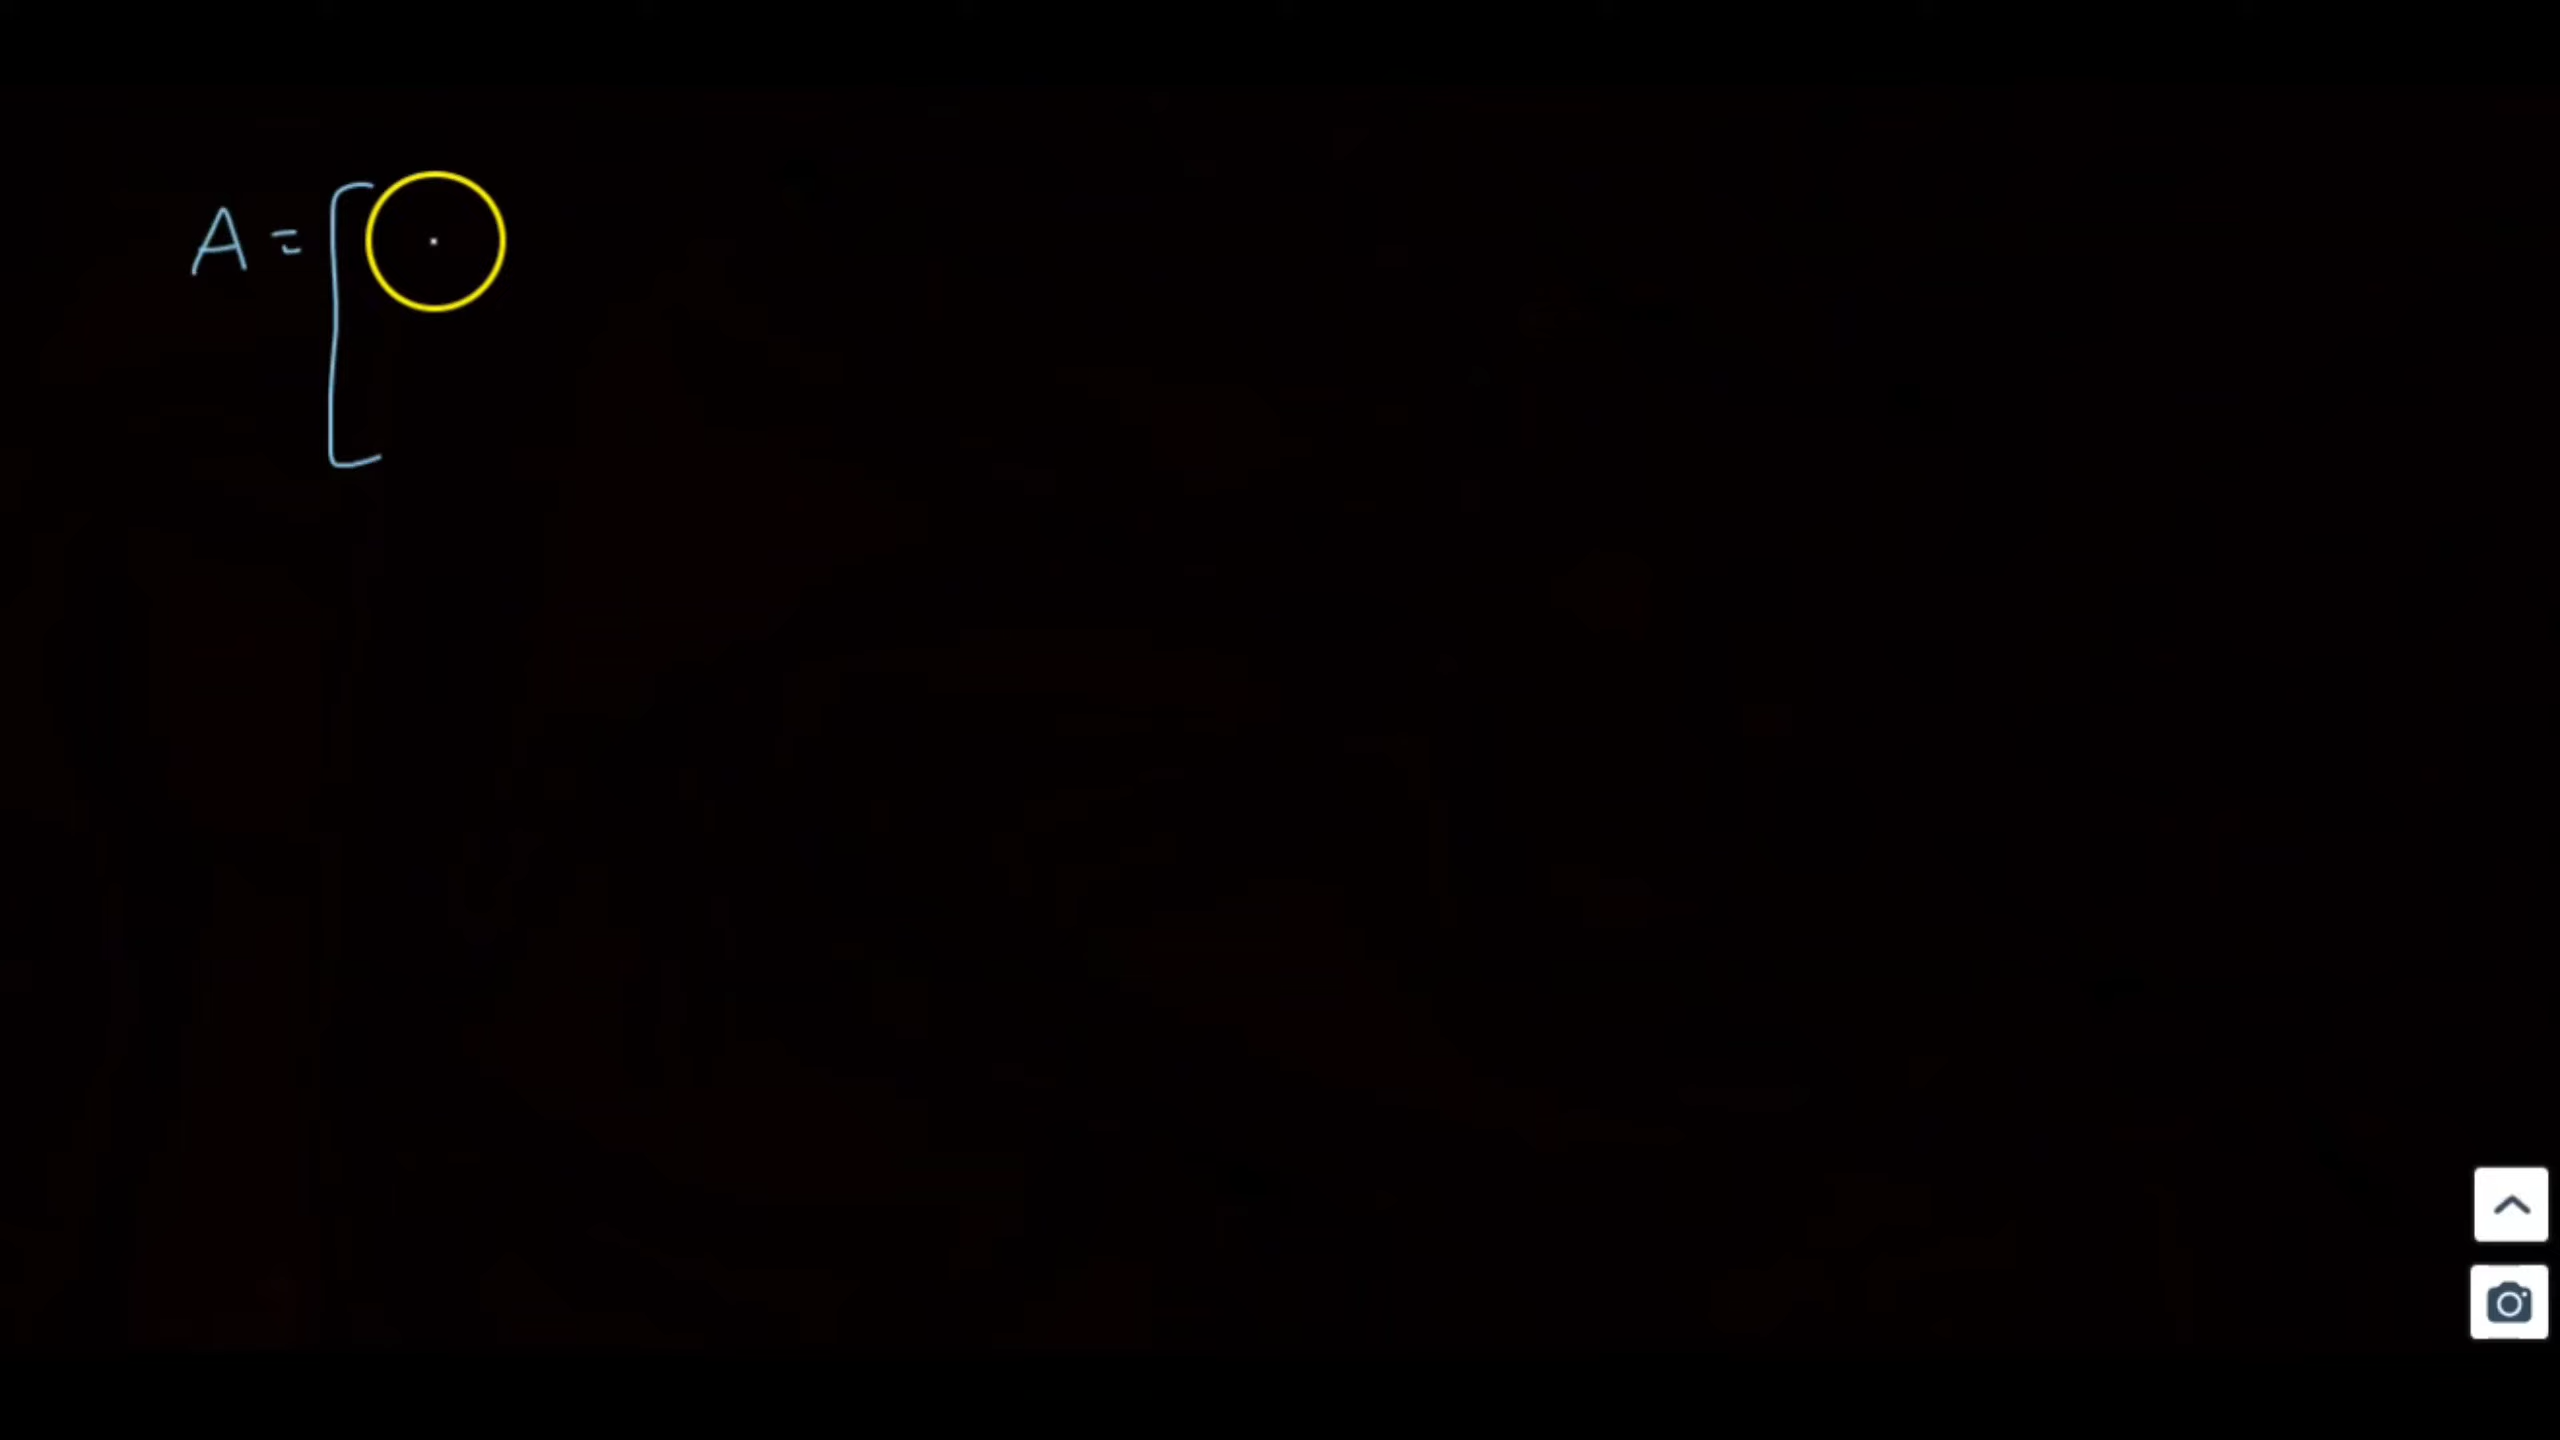 A = [